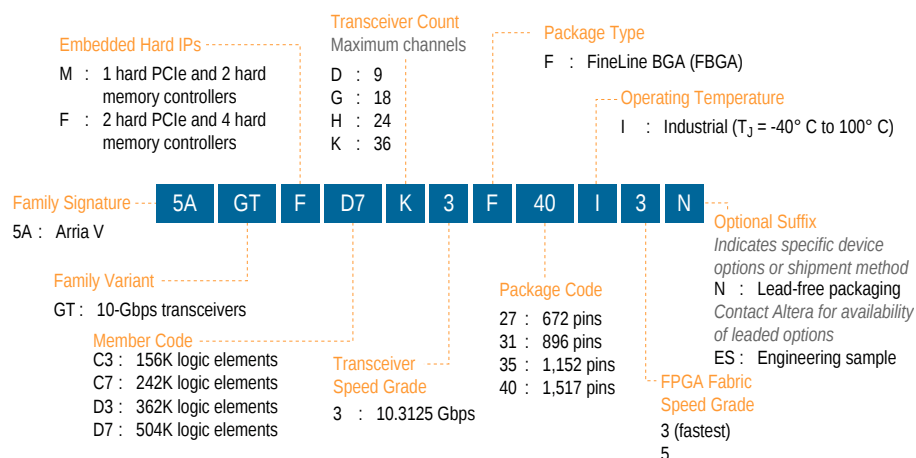 Transceiver Count
Maximum channels
D : 9
G : 18
H : 24
K : 36
Embedded Hard IPs
M : 1 hard PCIe and 2 hard
memory controllers
F : 2 hard PCIe and 4 hard
memory controllers
Package Type
F : FineLine BGA (FBGA)
Operating Temperature
I : Industrial (TJ = -40° C to 100° C)
Family Signature
5A : Arria V
5A GT F D7 K 3 F 40 I 3 N
Family Variant
GT : 10-Gbps transceivers
Member Code
C3 : 156K logic elements
C7 : 242K logic elements
D3 : 362K logic elements
D7 : 504K logic elements
Transceiver
Speed Grade
3 : 10.3125 Gbps
Package Code
27 : 672 pins
31 : 896 pins
35 : 1,152 pins
40 : 1,517 pins
FPGA Fabric
Speed Grade
3 (fastest)
5
Optional Suffix
Indicates specific device
options or shipment method
N : Lead-free packaging
Contact Altera for availability
of leaded options
ES : Engineering sample